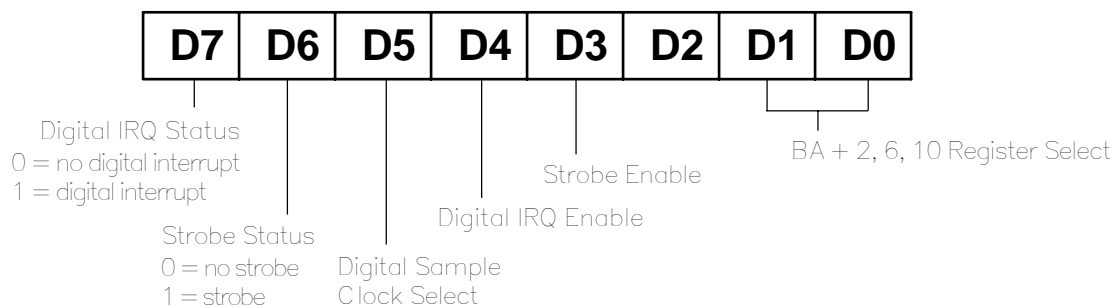 D7 D6 D5 D4 D3 D2 D1 D0
Digital IRQ Status
0 = no digital interrupt
1 = digital interrupt
Strobe Status
0 = no strobe
1 = strobe
Digital Sample
Clock Select
Digital IRQ Enable
Strobe Enable
BA + 2, 6, 10 Register Select